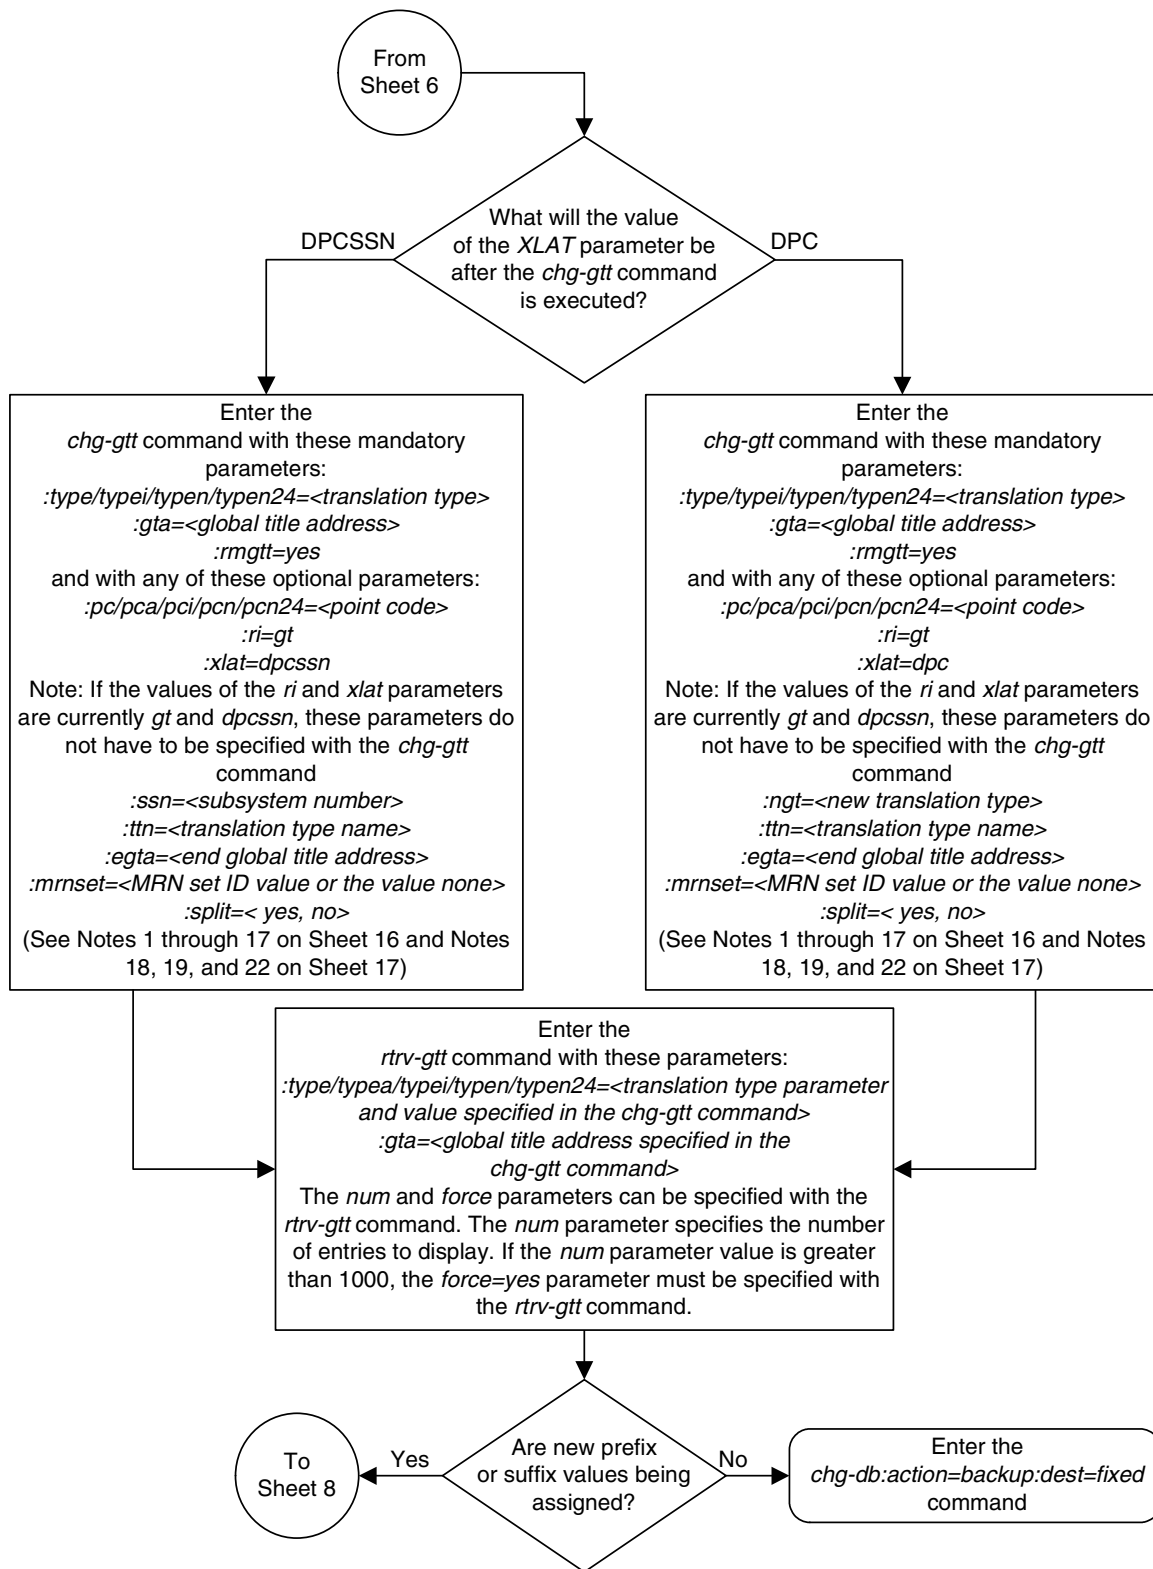 From
Sheet 6
What will the value
of the XLAT parameter be
after the chg-gtt command
is executed?
DPCSSN
DPC
Enter the
chg-gtt command with these mandatory
parameters:
:type/typei/typen/typen24=<translation type>
:gta=<global title address>
:rmgtt=yes
and with any of these optional parameters:
:pc/pca/pci/pcn/pcn24=<point code>
:ri=gt
:xlat=dpcssn
Note: If the values of the ri and xlat parameters
are currently gt and dpcssn, these parameters do
not have to be specified with the chg-gtt
command
:ssn=<subsystem number>
:ttn=<translation type name>
:egta=<end global title address>
:mrnset=<MRN set ID value or the value none>
:split=< yes, no>
(See Notes 1 through 17 on Sheet 16 and Notes
18, 19, and 22 on Sheet 17)
Enter the
chg-gtt command with these mandatory
parameters:
:type/typei/typen/typen24=<translation type>
:gta=<global title address>
:rmgtt=yes
and with any of these optional parameters:
:pc/pca/pci/pcn/pcn24=<point code>
:ri=gt
:xlat=dpc
Note: If the values of the ri and xlat parameters
are currently gt and dpcssn, these parameters do
not have to be specified with the chg-gtt
command
:ngt=<new translation type>
:ttn=<translation type name>
:egta=<end global title address>
:mrnset=<MRN set ID value or the value none>
:split=< yes, no>
(See Notes 1 through 17 on Sheet 16 and Notes
18, 19, and 22 on Sheet 17)
Enter the
rtrv-gtt command with these parameters:
:type/typea/typei/typen/typen24=<translation type parameter
and value specified in the chg-gtt command>
:gta=<global title address specified in the
chg-gtt command>
The num and force parameters can be specified with the
rtrv-gtt command. The num parameter specifies the number
of entries to display. If the num parameter value is greater
than 1000, the force=yes parameter must be specified with
the rtrv-gtt command.
Are new prefix
or suffix values being
assigned?
Yes
No
To
Sheet 8
Enter the
chg-db:action=backup:dest=fixed
command